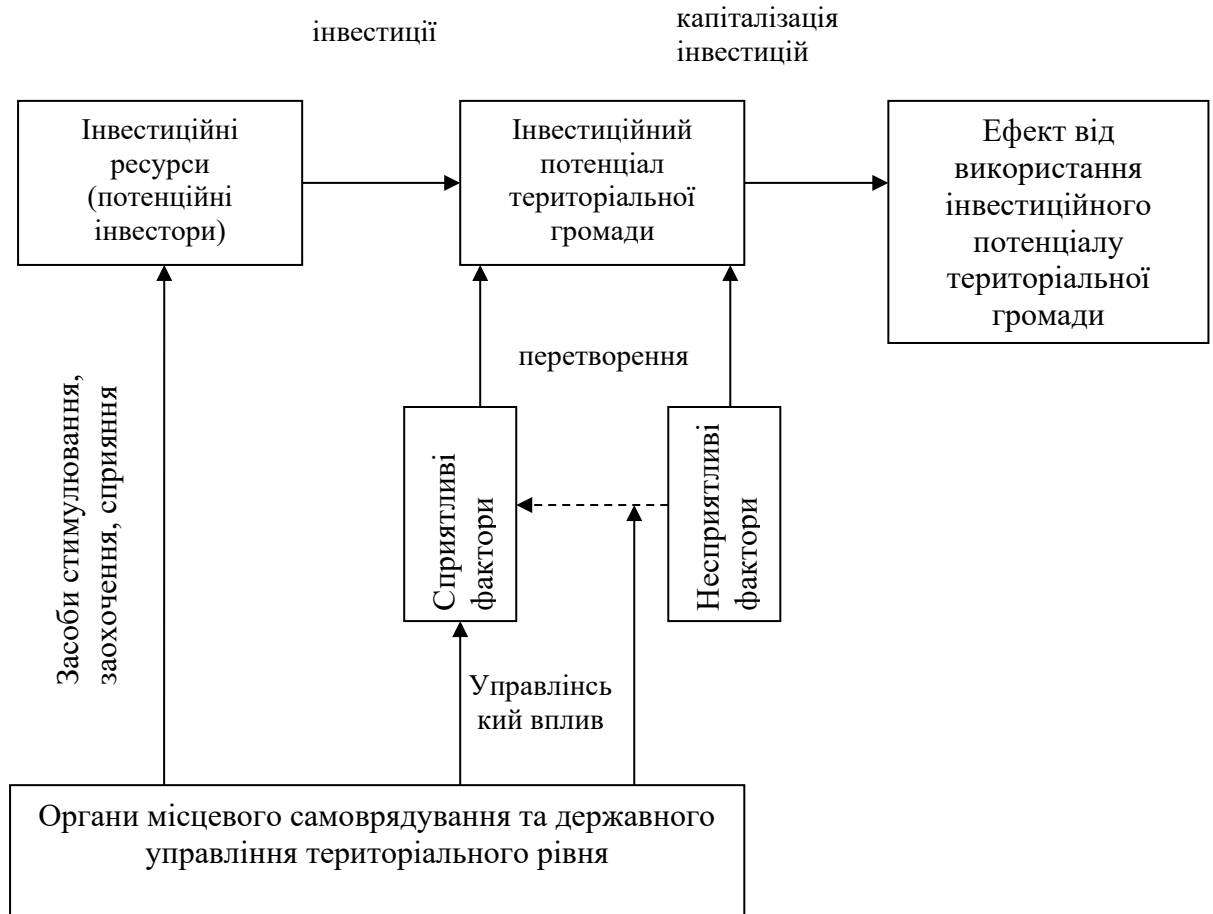 інвестиції
капіталізація
інвестицій
Інвестиційні
ресурси
(потенційні
інвестори)
Інвестиційний
потенціал
територіальної
громади
Ефект від
використання
інвестиційного
потенціалу
територіальної
громади
перетворення
Засоби стимулювання,
заохочення, сприяння
Сприятливі
фактори
Несприятливі
фактори
Управлінсь
кий вплив
Органи місцевого самоврядування та державного
управління територіального рівня